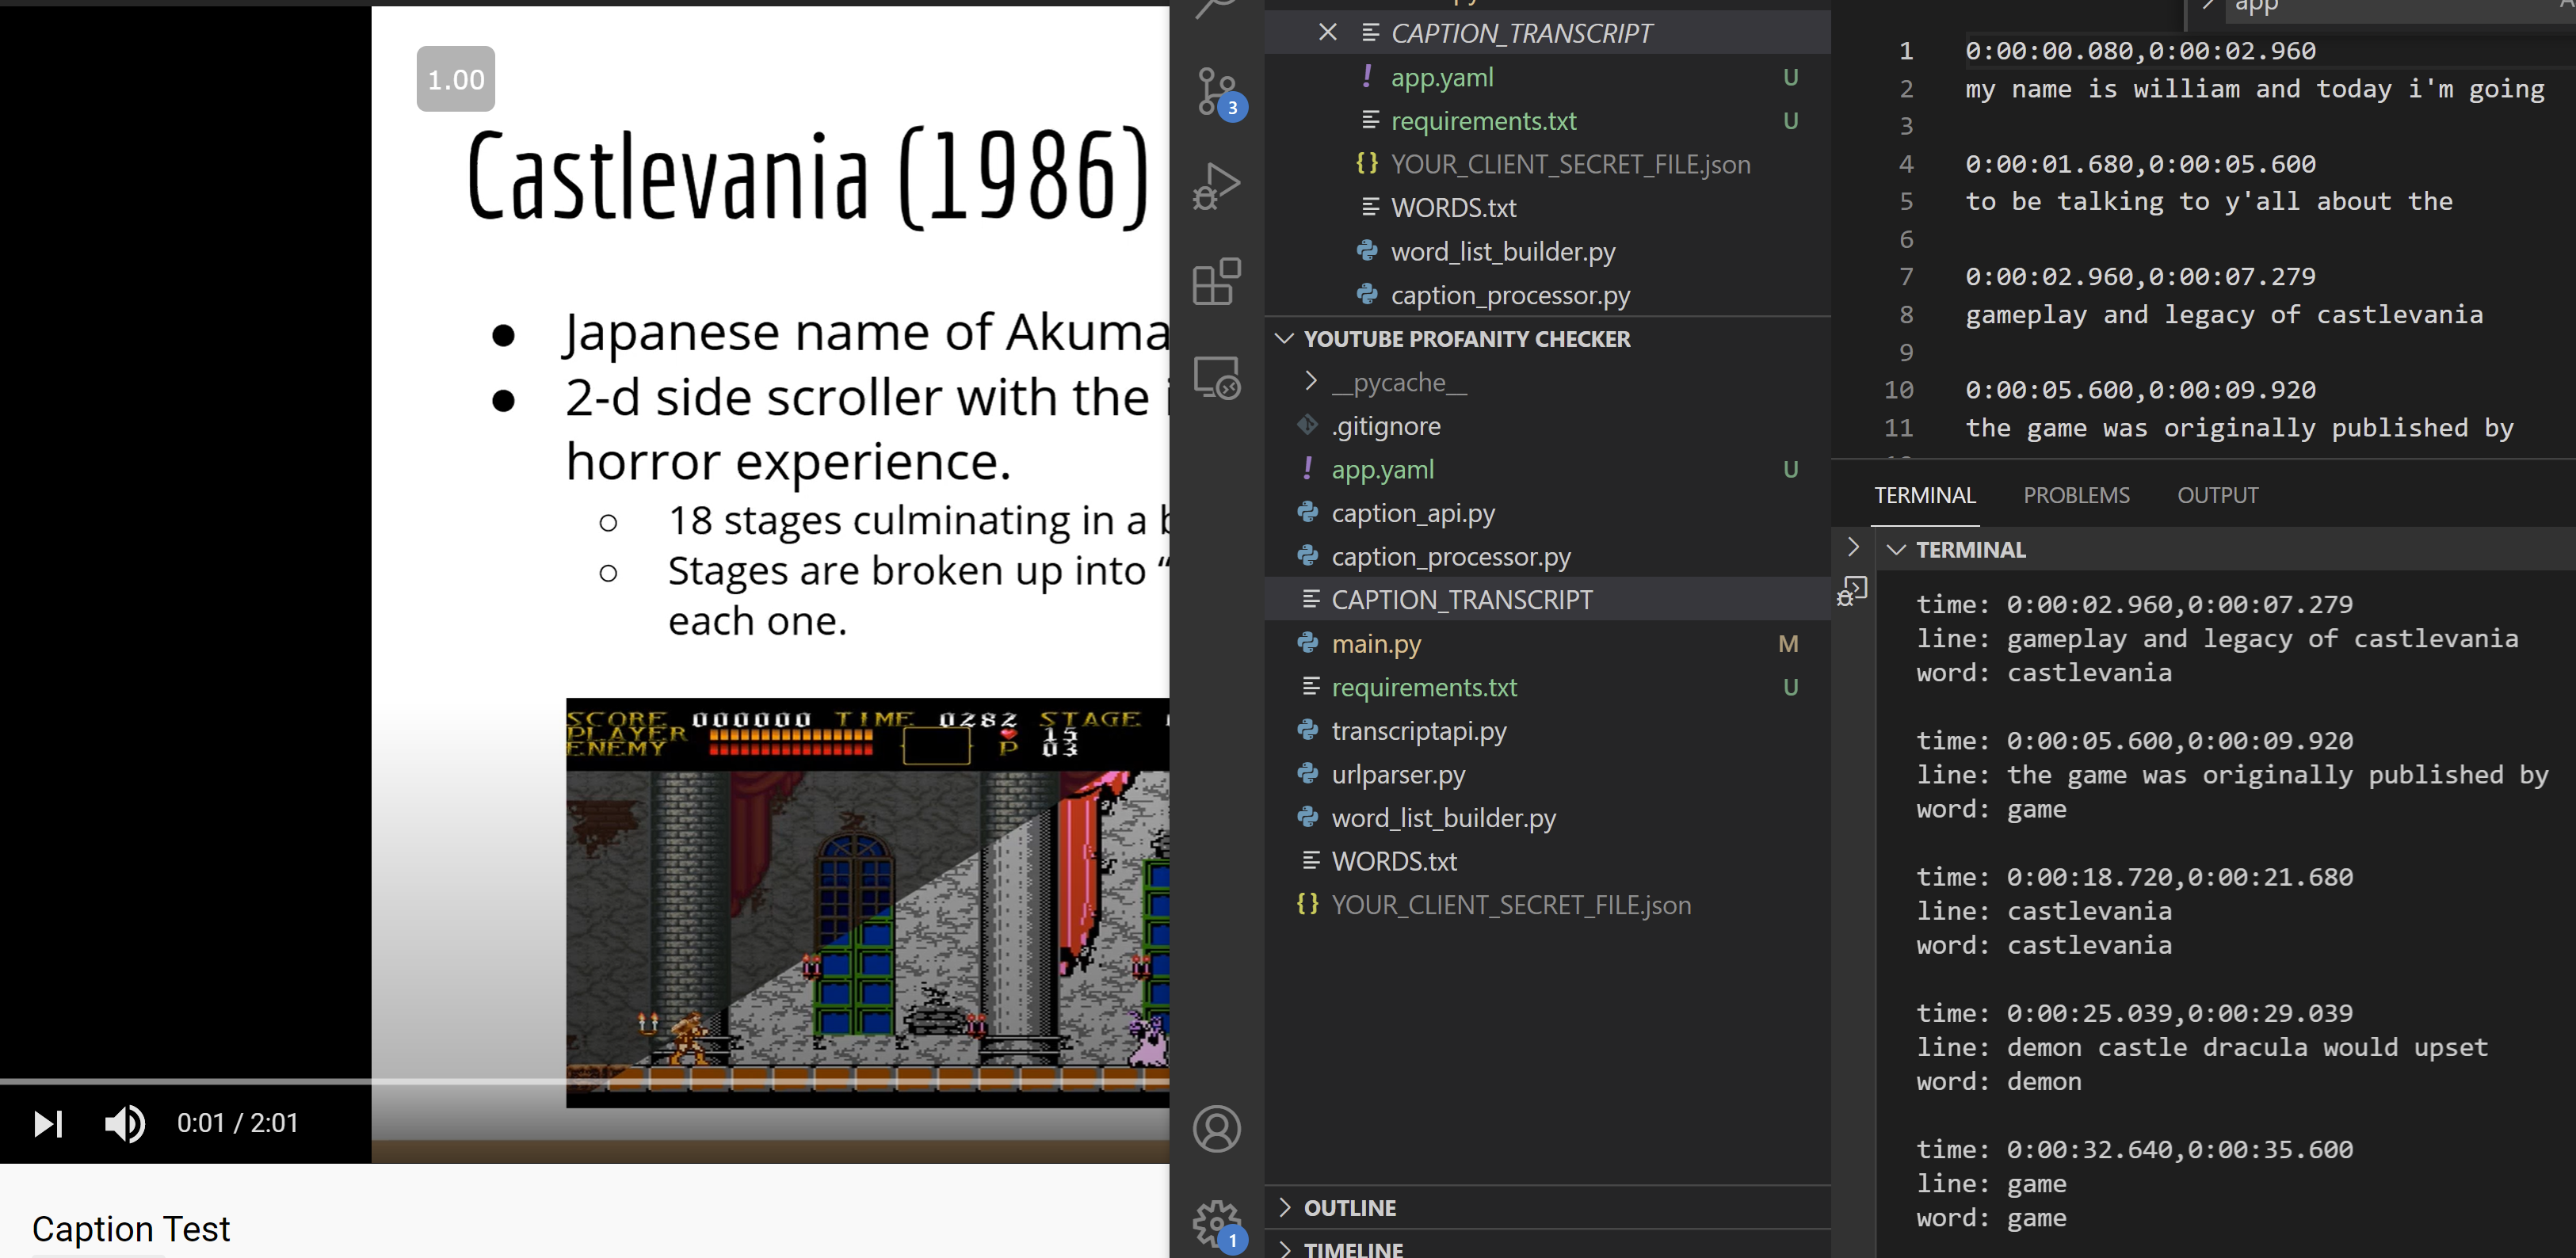 1.00
Castlevania (1986)
● Japanese name of Akuma
● 2-d side scroller with the i
horror experience.
○ 18 stages culminating in a b
○ Stages are broken up into “
each one.
SCORE 000000 TIME 0282 STAGE
PLAYER 15
ENEMY P 03
0:01 / 2:01
Caption Test
3
CAPTION_TRANSCRIPT
! app.yaml U
requirements.txt U
{} YOUR_CLIENT_SECRET_FILE.json
WORDS.txt
word_list_builder.py
caption_processor.py
YOUTUBE PROFANITY CHECKER
__pycache__
.gitignore
! app.yaml U
caption_api.py
caption_processor.py
CAPTION_TRANSCRIPT
main.py M
requirements.txt U
transcriptapi.py
urlparser.py
word_list_builder.py
WORDS.txt
{} YOUR_CLIENT_SECRET_FILE.json
OUTLINE
1
TIMELINE
app
1 0:00:00.080,0:00:02.960
2 my name is william and today i'm going
3
4 0:00:01.680,0:00:05.600
5 to be talking to y'all about the
6
7 0:00:02.960,0:00:07.279
8 gameplay and legacy of castlevania
9
10 0:00:05.600,0:00:09.920
11 the game was originally published by
TERMINAL PROBLEMS OUTPUT
TERMINAL
time: 0:00:02.960,0:00:07.279
line: gameplay and legacy of castlevania
word: castlevania
time: 0:00:05.600,0:00:09.920
line: the game was originally published by
word: game
time: 0:00:18.720,0:00:21.680
line: castlevania
word: castlevania
time: 0:00:25.039,0:00:29.039
line: demon castle dracula would upset
word: demon
time: 0:00:32.640,0:00:35.600
line: game
word: game